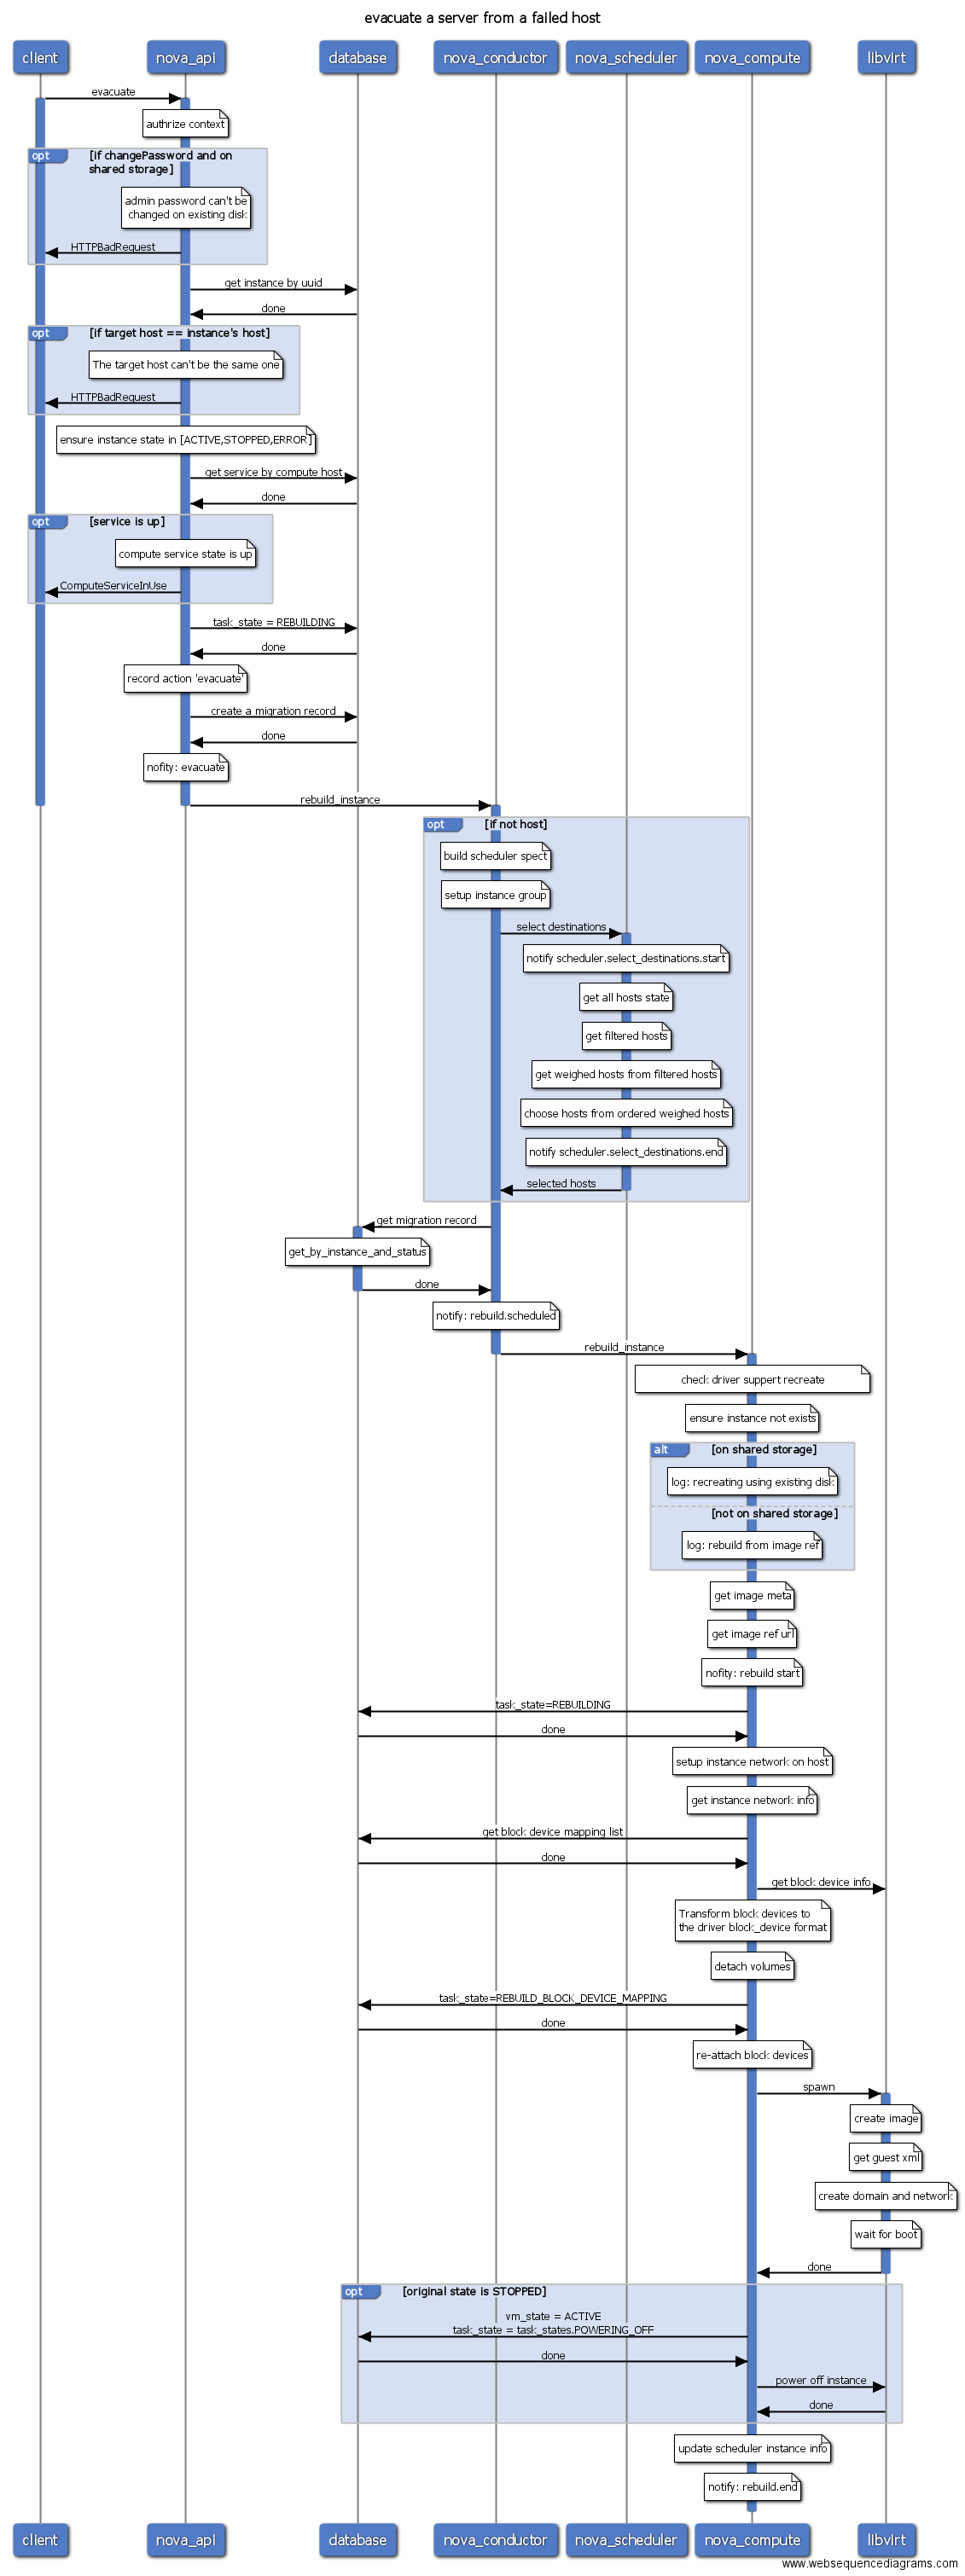 evacuate a server from a failed host
client
nova_api
database
nova_conductor
nova_scheduler
nova_compute
libvirt
evacuate
authrize context
opt
[if changePassword and on
shared storage]
admin password can't be
changed on existing disk
HTTPBadRequest
get instance by uuid
done
opt
[if target host == instance's host]
The target host can't be the same one
HTTPBadRequest
ensure instance state in [ACTIVE,STOPPED,ERROR]
get service by compute host
done
opt
[service is up]
compute service state is up
ComputeServiceInUse
task_state = REBUILDING
done
record action 'evacuate'
create a migration record
done
nofity: evacuate
rebuild_instance
opt
[if not host]
build scheduler spect
setup instance group
select destinations
notify scheduler.select_destinations.start
get all hosts state
get filtered hosts
get weighed hosts from filtered hosts
choose hosts from ordered weighed hosts
notify scheduler.select_destinations.end
selected hosts
get migration record
get_by_instance_and_status
done
notify: rebuild.scheduled
rebuild_instance
check driver suppert recreate
ensure instance not exists
alt
[on shared storage]
log: recreating using existing disk
[not on shared storage]
log: rebuild from image ref
get image meta
get image ref url
nofity: rebuild start
task_state=REBUILDING
done
setup instance network on host
get instance network info
get block device mapping list
done
get block device info
Transform block devices to
the driver block_device format
detach volumes
task_state=REBUILD_BLOCK_DEVICE_MAPPING
done
re-attach block devices
spawn
create image
get guest xml
create domain and network
wait for boot
done
opt
[original state is STOPPED]
vm_state = ACTIVE
task_state = task_states.POWERING_OFF
done
power off instance
done
update scheduler instance info
notify: rebuild.end
client
nova_api
database
nova_conductor
nova_scheduler
nova_compute
libvirt
www.websequencediagrams.com